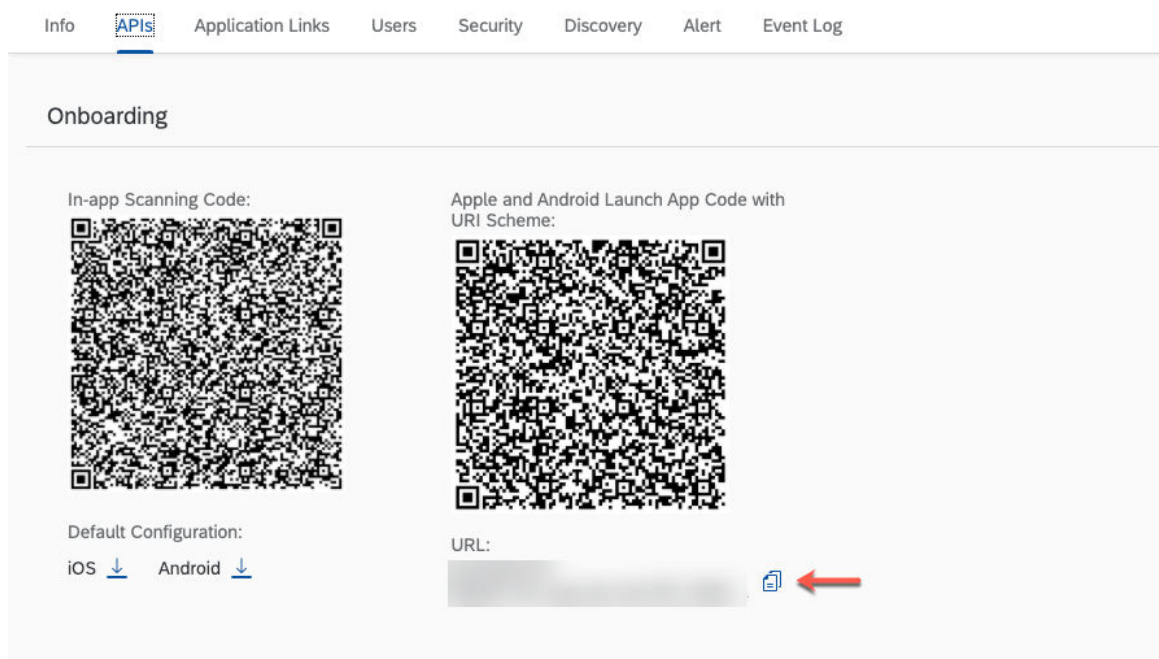 Info APIs Application Links Users Security Discovery Alert Event Log
Onboarding
In-app Scanning Code:
Apple and Android Launch App Code with
URI Scheme:
Default Configuration:
iOS Android
URL: